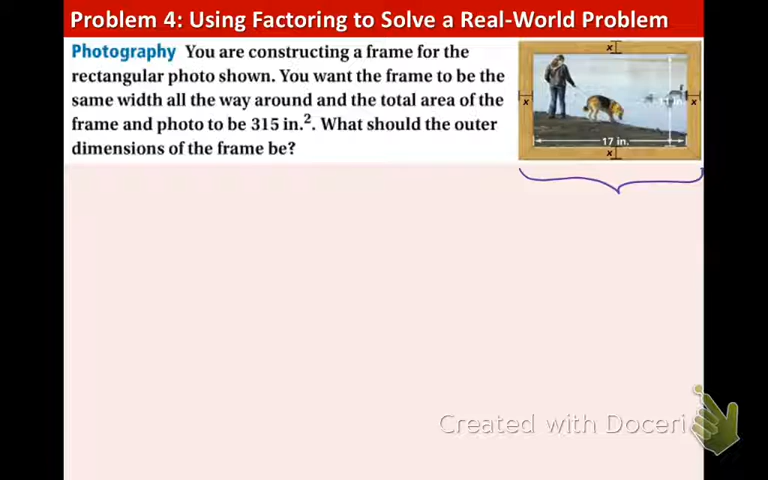 Problem 4: Using Factoring to Solve a Real-World Problem
Photography You are constructing a frame for the
rectangular photo shown. You want the frame to be the
same width all the way around and the total area of the
frame and photo to be 315 in.². What should the outer
dimensions of the frame be?
x
x
11 in.
x
17 in.
x
Created with Doceri